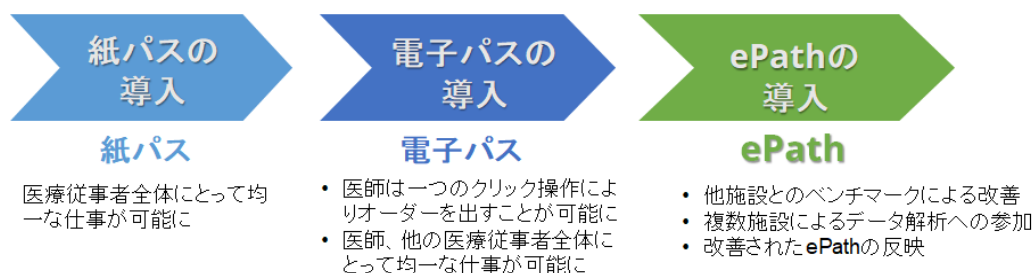 紙パスの
導入
紙パス
医療従事者全体にとって均
一な仕事が可能に
電子パスの
導入
電子パス
• 医師は一つのクリック操作によ
りオーダーを出すことが可能に
• 医師、他の医療従事者全体に
とって均一な仕事が可能に
ePathの
導入
ePath
• 他施設とのベンチマークによる改善
• 複数施設によるデータ解析への参加
• 改善されたePathの反映